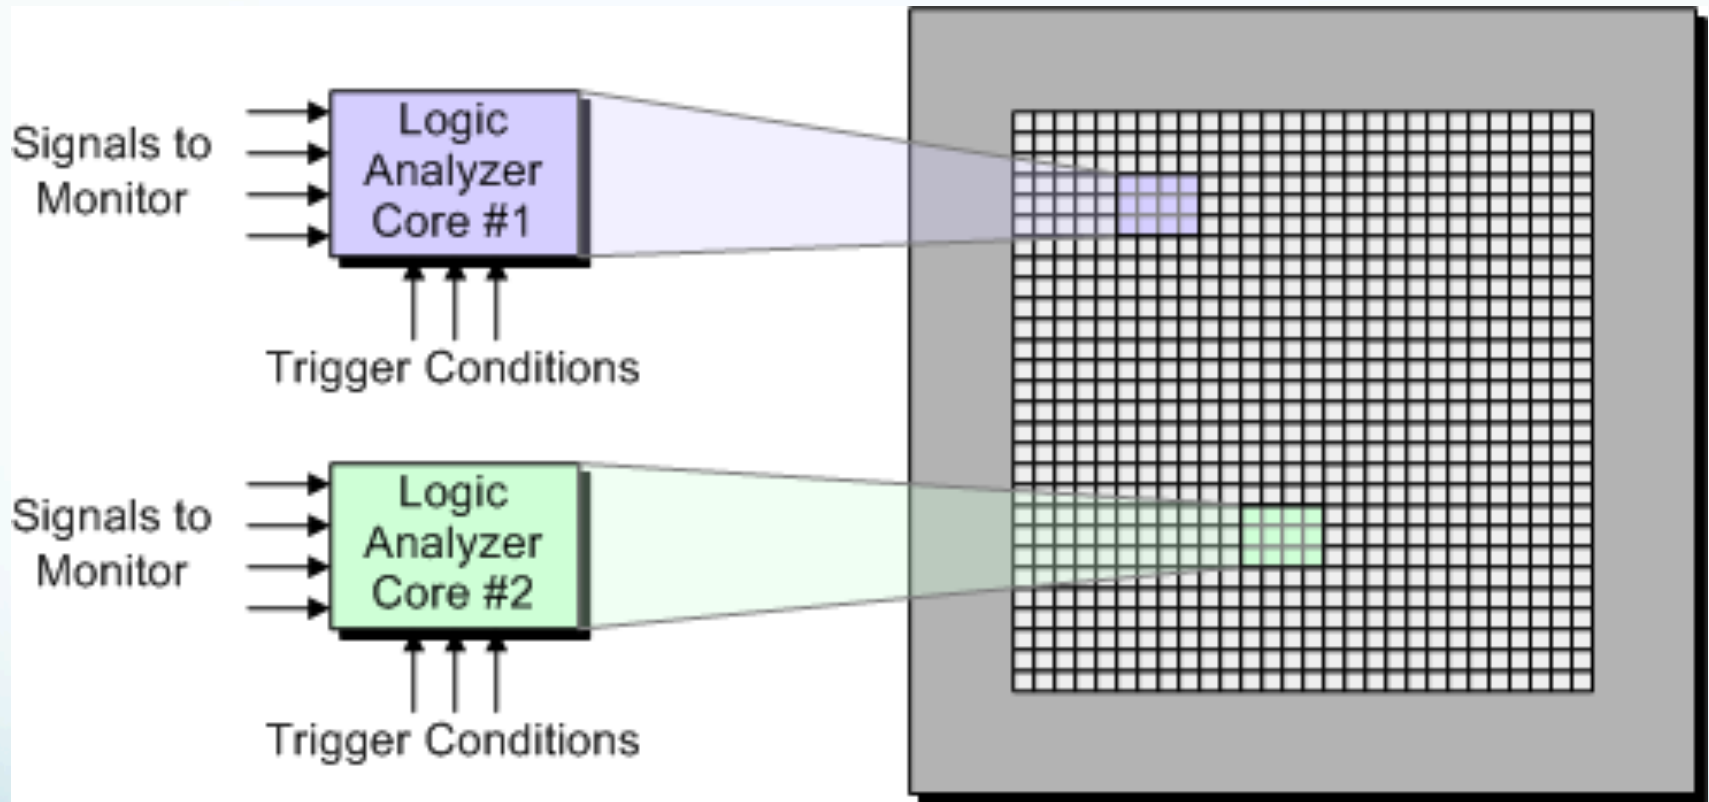 Signals to
Monitor
Logic
Analyzer
Core #1
Trigger Conditions
Signals to
Monitor
Logic
Analyzer
Core #2
Trigger Conditions